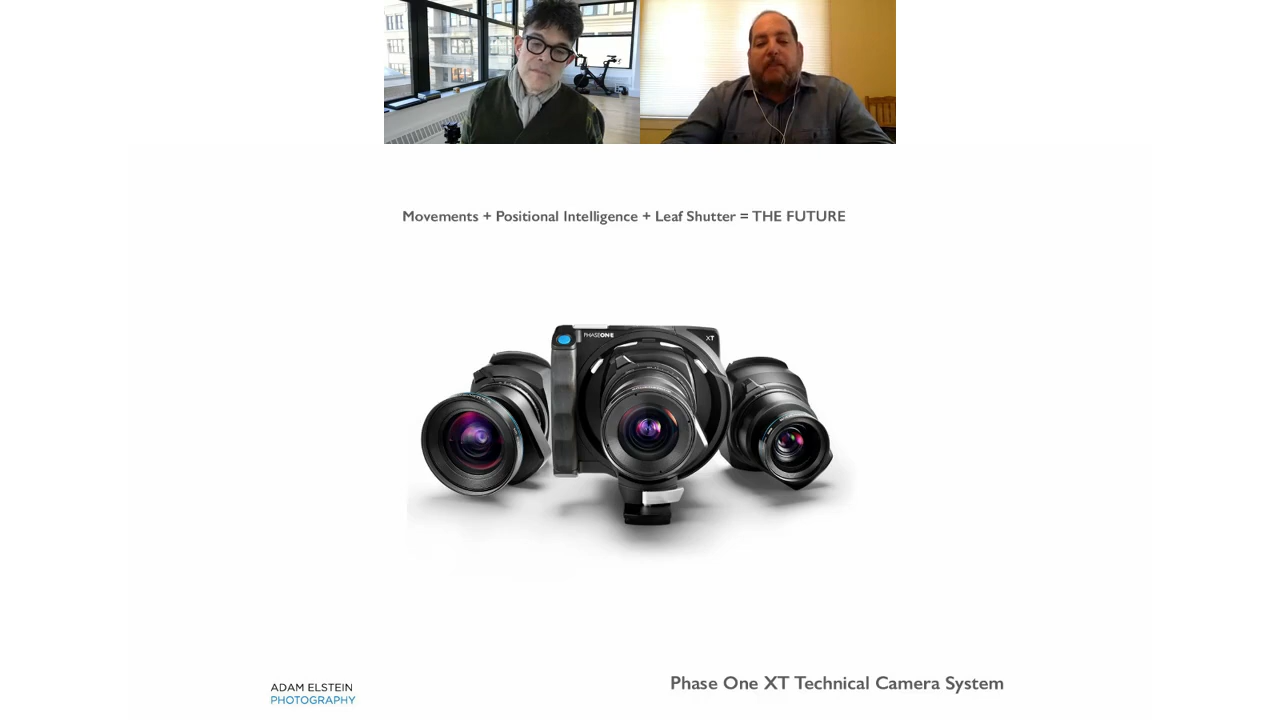 Movements + Positional Intelligence + Leaf Shutter = THE FUTURE
PHASEONE
XT
ADAM ELSTEIN
PHOTOGRAPHY
Phase One XT Technical Camera System